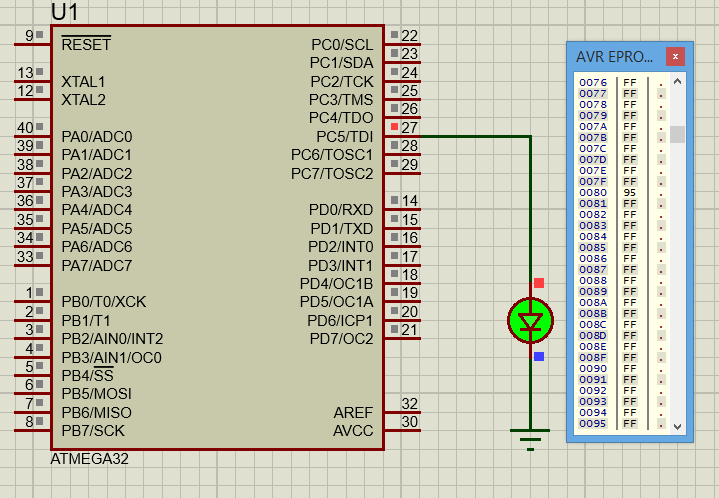 U1
9 RESET
13 XTAL1
12 XTAL2
40 PA0/ADC0
39 PA1/ADC1
38 PA2/ADC2
37 PA3/ADC3
36 PA4/ADC4
35 PA5/ADC5
34 PA6/ADC6
33 PA7/ADC7
1 PB0/T0/XCK
2 PB1/T1
3 PB2/AIN0/INT2
4 PB3/AIN1/OC0
5 PB4/SS
6 PB5/MOSI
7 PB6/MISO
8 PB7/SCK
PC0/SCL 22
PC1/SDA 23
PC2/TCK 24
PC3/TMS 25
PC4/TDO 26
PC5/TDI 27
PC6/TOSC1 28
PC7/TOSC2 29
PD0/RXD 14
PD1/TXD 15
PD2/INT0 16
PD3/INT1 17
PD4/OC1B 18
PD5/OC1A 19
PD6/ICP1 20
PD7/OC2 21
AREF 32
AVCC 30
ATMEGA32
AVR EPRO... x
0076 FF .
0077 FF .
0078 FF .
0079 FF .
007A FF .
007B FF .
007C FF .
007D FF .
007E FF .
007F FF .
0080 95 .
0081 FF .
0082 FF .
0083 FF .
0084 FF .
0085 FF .
0086 FF .
0087 FF .
0088 FF .
0089 FF .
008A FF .
008B FF .
008C FF .
008D FF .
008E FF .
008F FF .
0090 FF .
0091 FF .
0092 FF .
0093 FF .
0094 FF .
0095 FF .